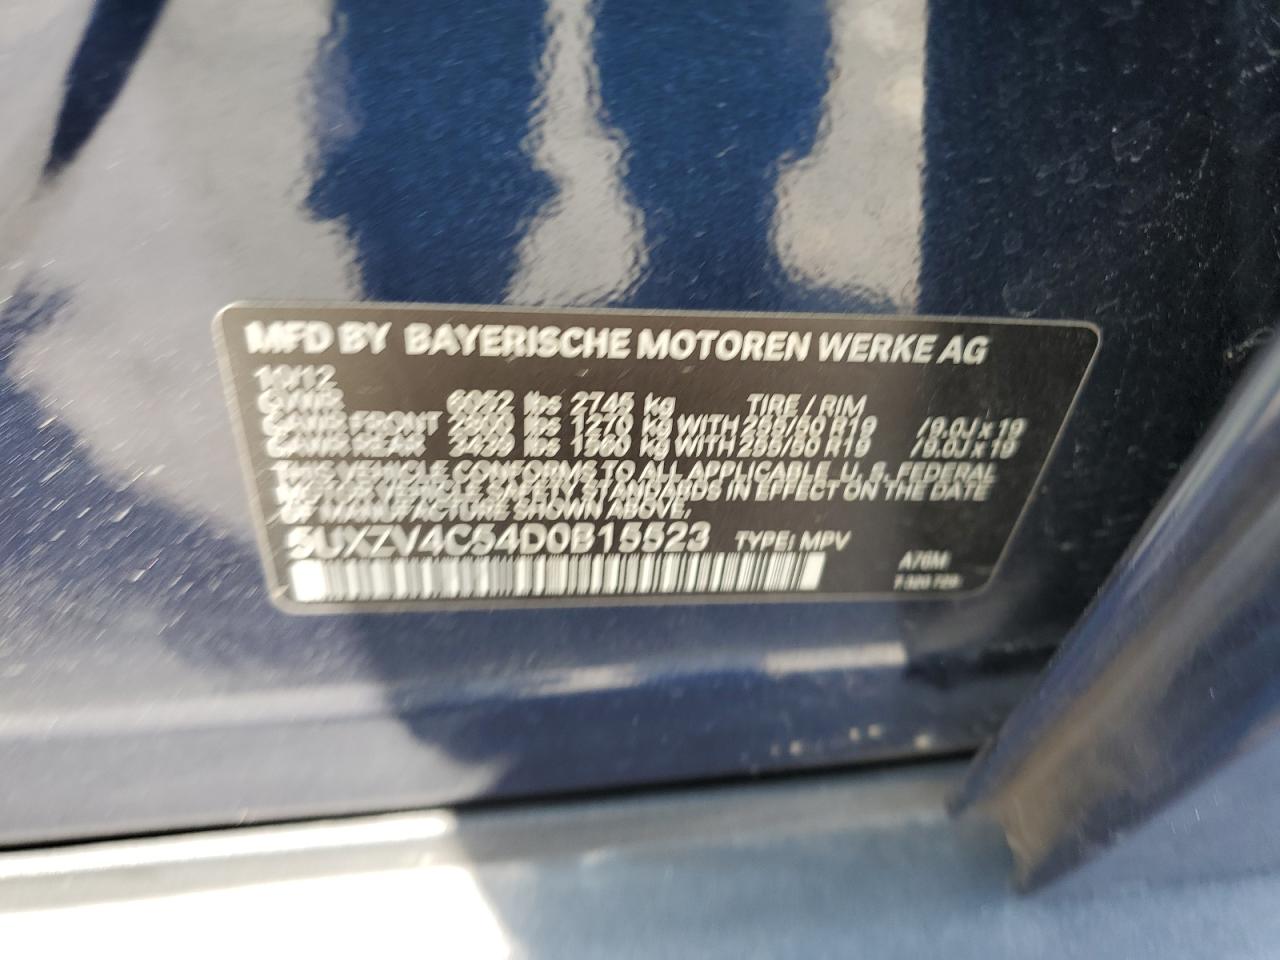 MFD BY BAYERISCHE MOTOREN WERKE AG
10/12
GVWR 6052 lbs 2745 kg TIRE / RIM
GAWR FRONT 2800 lbs 1270 kg WITH 255/50 R19 /9.0J x 19
GAWR REAR 3439 lbs 1560 kg WITH 255/50 R19 /9.0J x 19
THIS VEHICLE CONFORMS TO ALL APPLICABLE U. S. FEDERAL
MOTOR VEHICLE SAFETY STANDARDS IN EFFECT ON THE DATE
OF MANUFACTURE SHOWN ABOVE.
5UXZV4C54D0B15523 TYPE: MPV
A76M